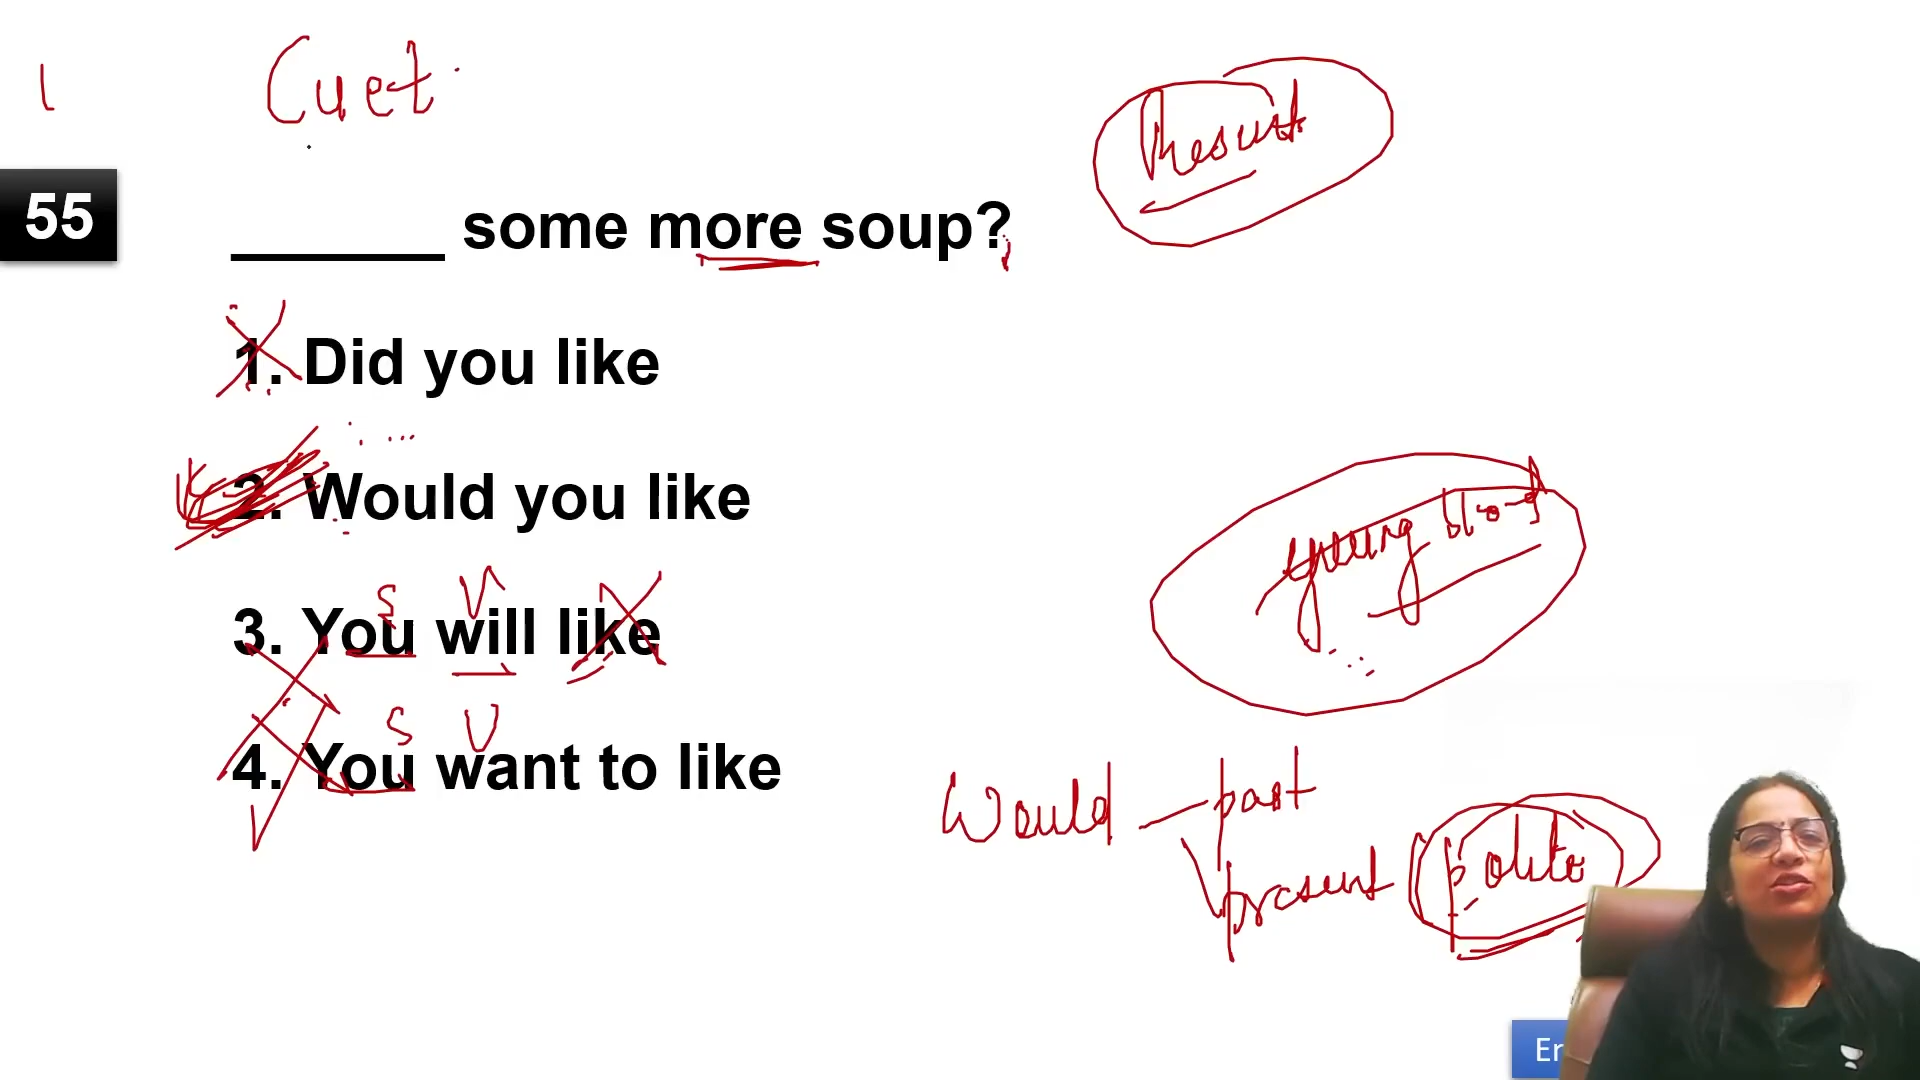 Cuet
Result
55 ______ some more soup?
1. Did you like
2. Would you like
young blood
S V
3. You will like
S V
4. You want to like
Would past
present polite
Er